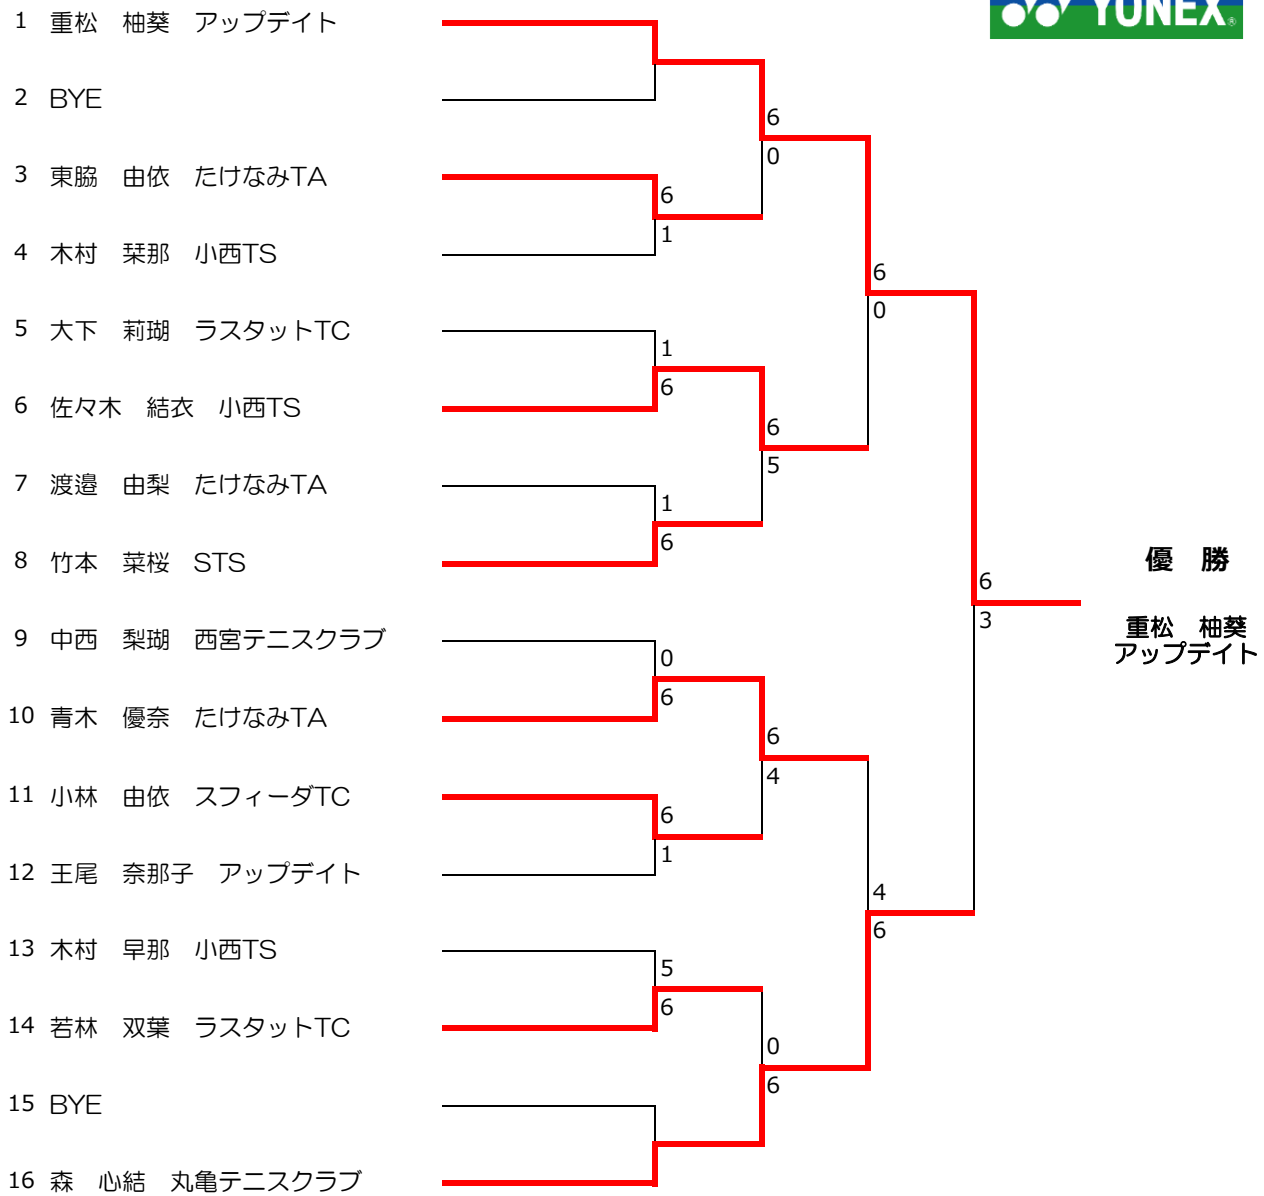 YONEX®
1 重松　柚葵　アップデイト
2 BYE
6
0
3 東脇　由依　たけなみTA
6
1
4 木村　栞那　小西TS
6
0
5 大下　莉瑚　ラスタットTC
1
6
6 佐々木　結衣　小西TS
6
5
7 渡邉　由梨　たけなみTA
1
6
8 竹本　菜桜　STS
優　勝
6
3
重松　柚葵
アップデイト
9 中西　梨瑚　西宮テニスクラブ
0
6
10 青木　優奈　たけなみTA
6
4
11 小林　由依　スフィーダTC
6
1
12 王尾　奈那子　アップデイト
4
6
13 木村　早那　小西TS
5
6
14 若林　双葉　ラスタットTC
0
6
15 BYE
16 森　心結　丸亀テニスクラブ